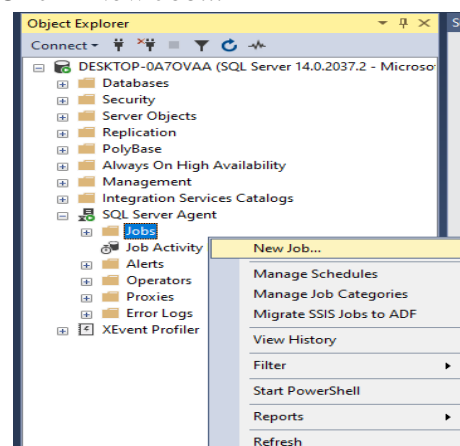 Object Explorer
Connect
DESKTOP-0A7OVAA (SQL Server 14.0.2037.2 - Microso
Databases
Security
Server Objects
Replication
PolyBase
Always On High Availability
Management
Integration Services Catalogs
SQL Server Agent
Jobs
Job Activity
Alerts
Operators
Proxies
Error Logs
XEvent Profiler
New Job...
Manage Schedules
Manage Job Categories
Migrate SSIS Jobs to ADF
View History
Filter
Start PowerShell
Reports
Refresh